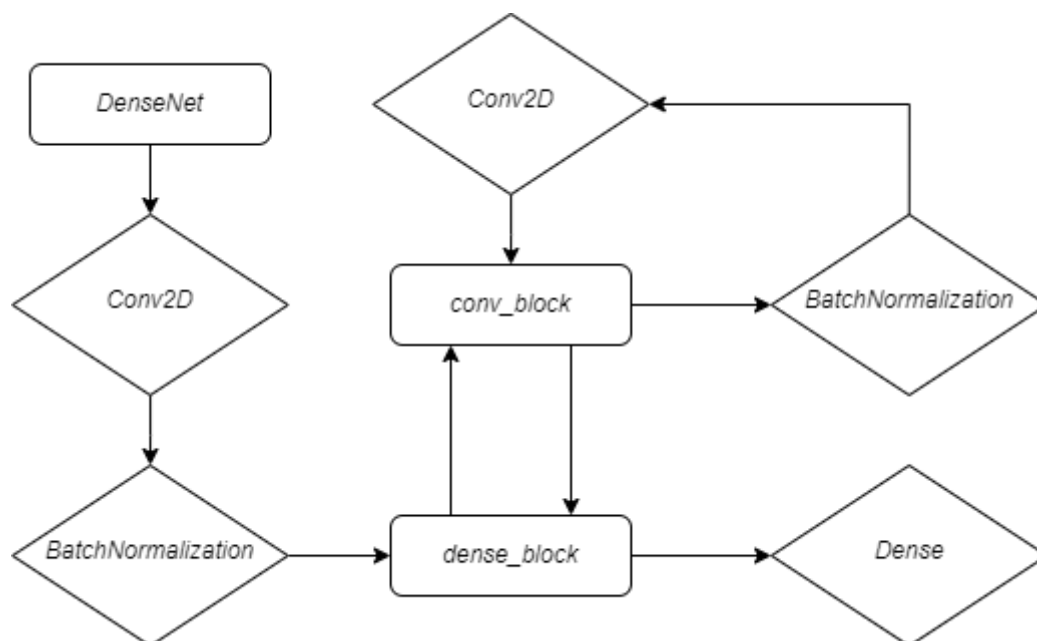 DenseNet
Conv2D
Conv2D
conv_block
BatchNormalization
BatchNormalization
dense_block
Dense